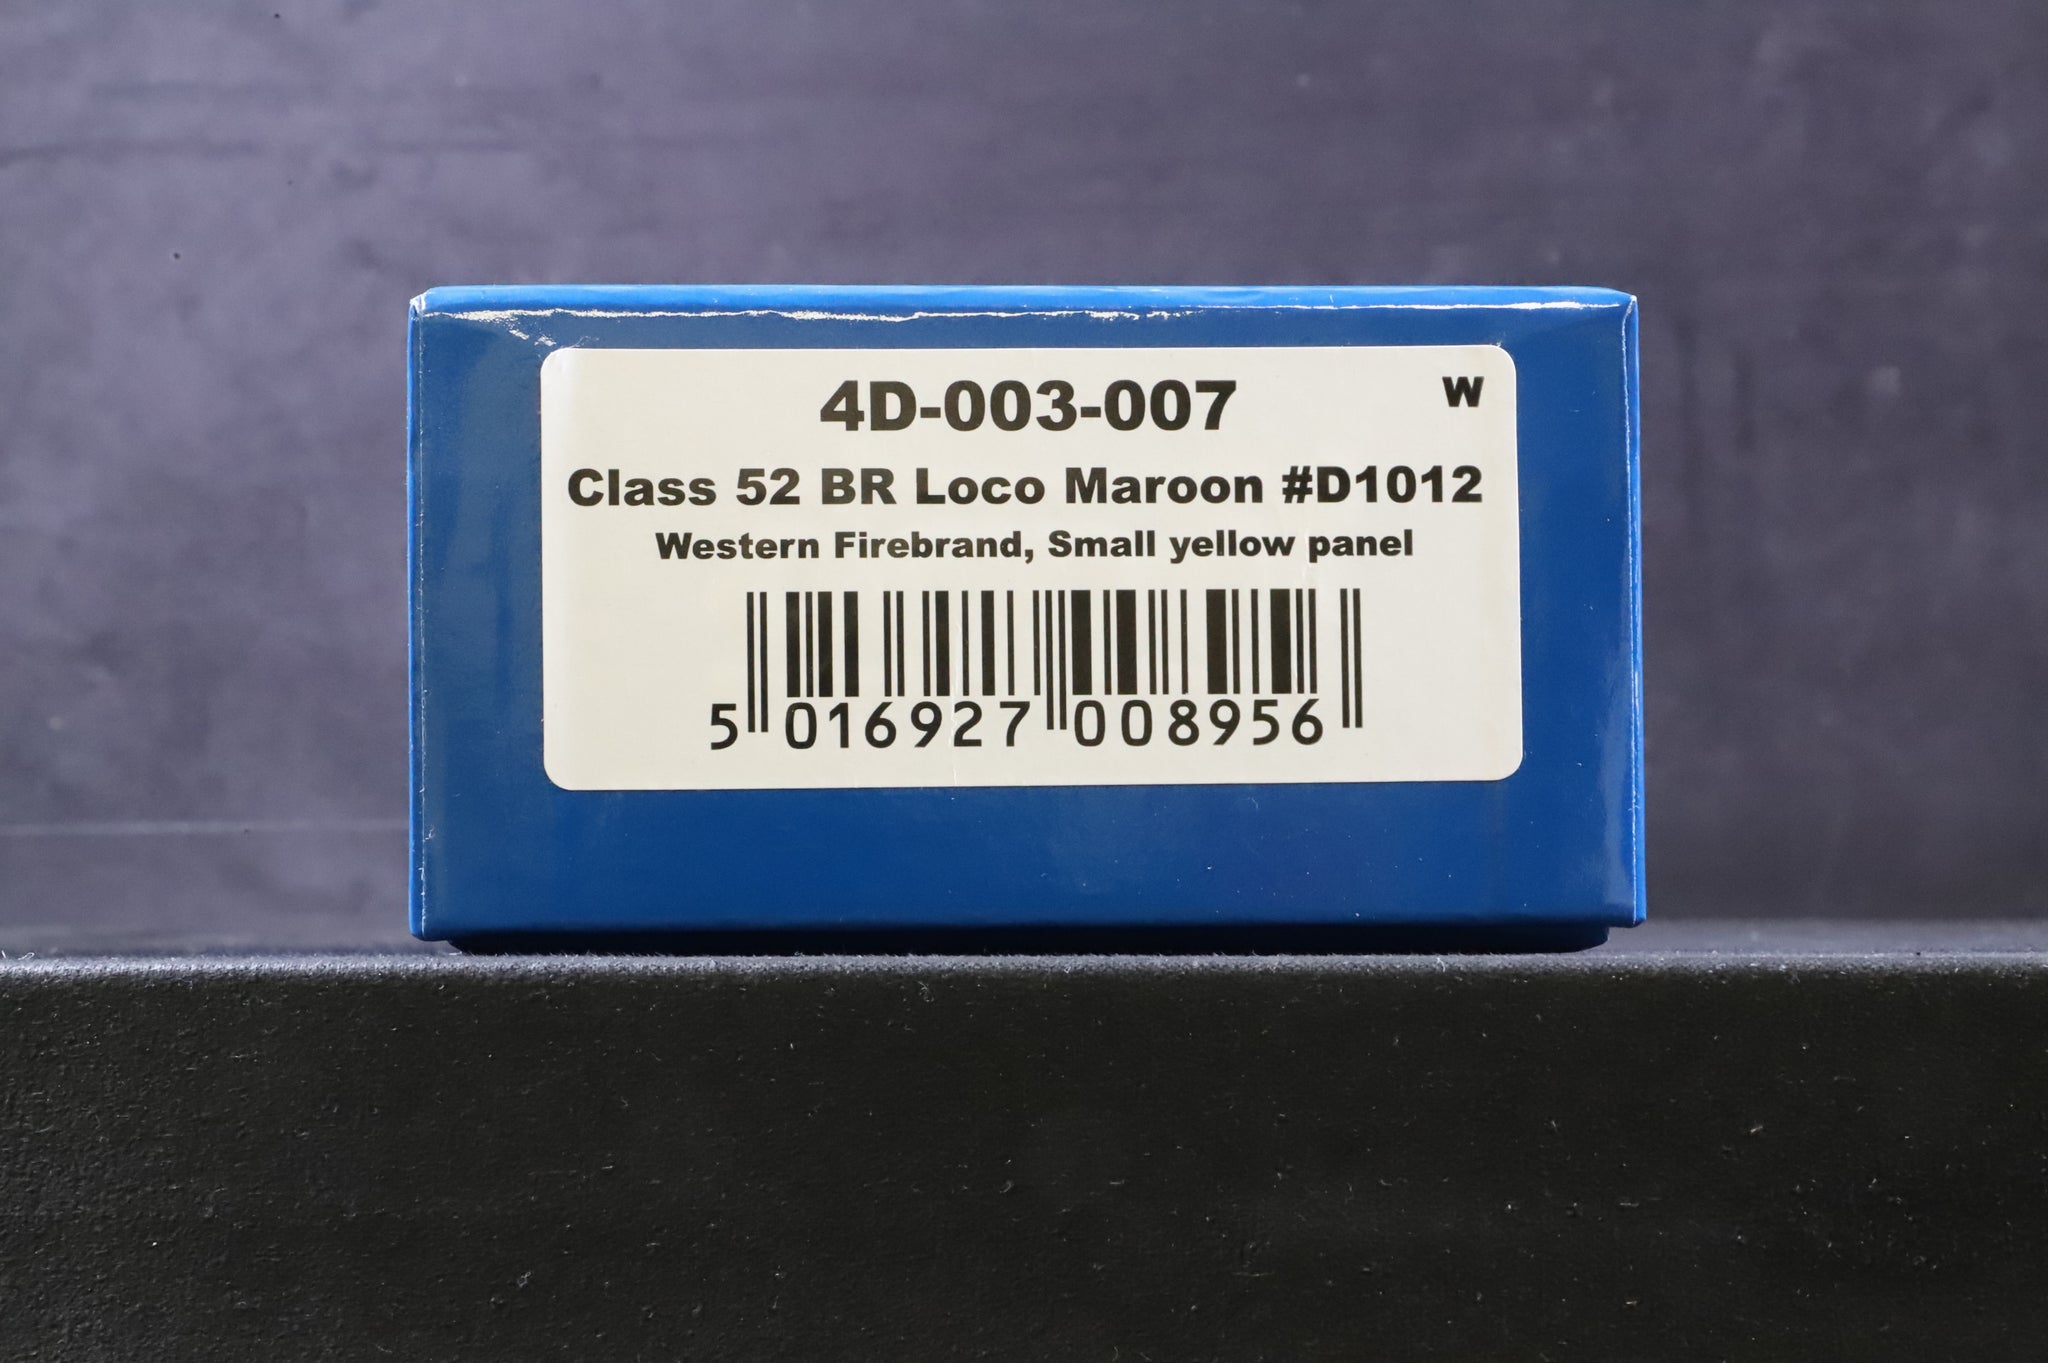 4D-003-007 W
Class 52 BR Loco Maroon #D1012
Western Firebrand, Small yellow panel
5 016927 008956